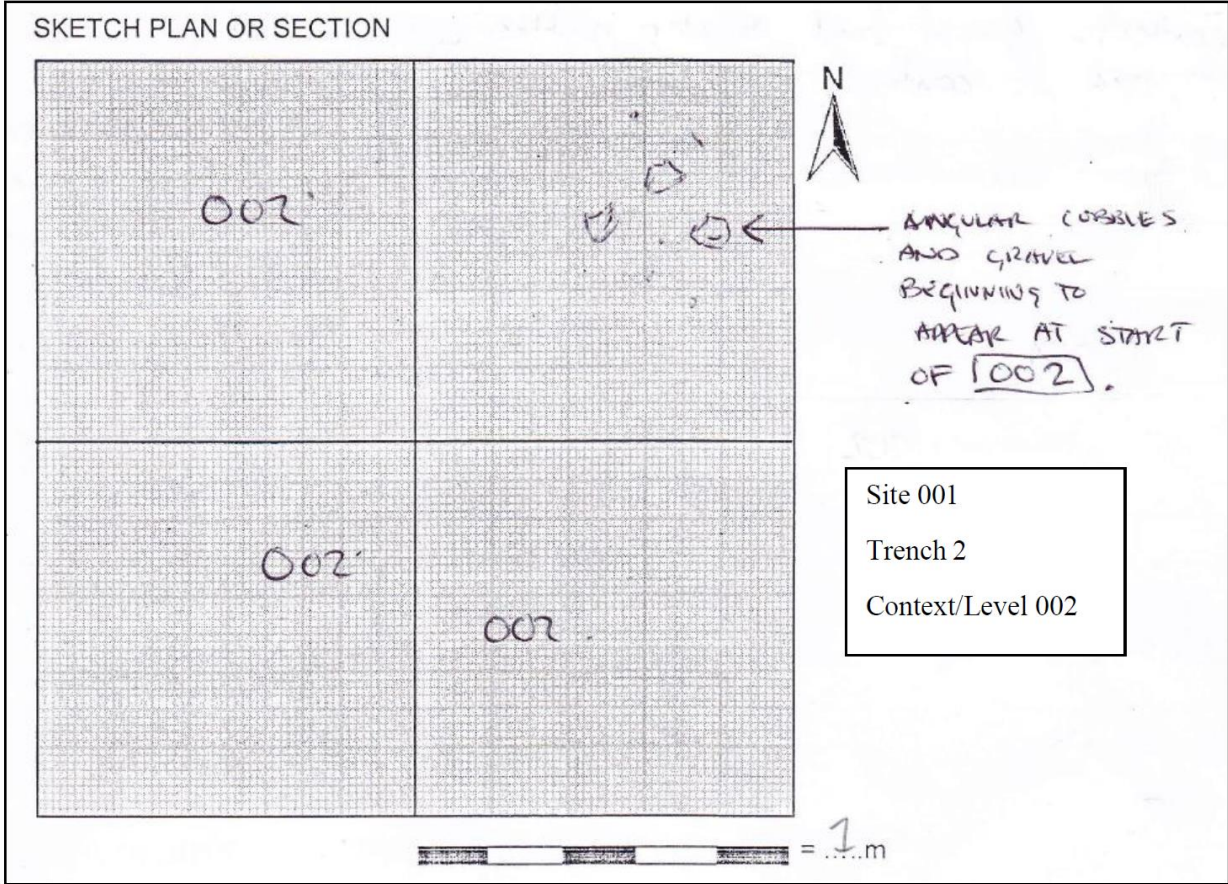 SKETCH PLAN OR SECTION
N
002
ANGULAR COBBLES
AND GRAVEL
BEGINNING TO
APPEAR AT START
OF 002.
Site 001
Trench 2
Context/Level 002
002
002
= 1 m